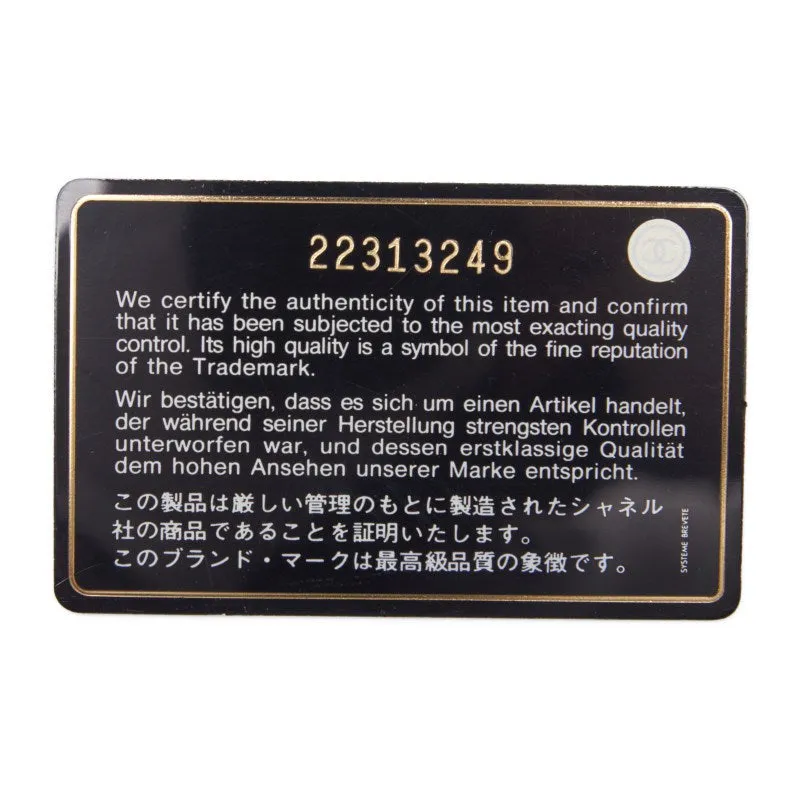 22313249
We certify the authenticity of this item and confirm
that it has been subjected to the most exacting quality
control. Its high quality is a symbol of the fine reputation
of the Trademark.
Wir bestätigen, dass es sich um einen Artikel handelt,
der während seiner Herstellung strengsten Kontrollen
unterworfen war, und dessen erstklassige Qualität
dem hohen Ansehen unserer Marke entspricht.
この製品は厳しい管理のもとに製造されたシャネル
社の商品であることを証明いたします。
このブランド・マークは最高級品質の象徴です。
SYSTEME BREVETE